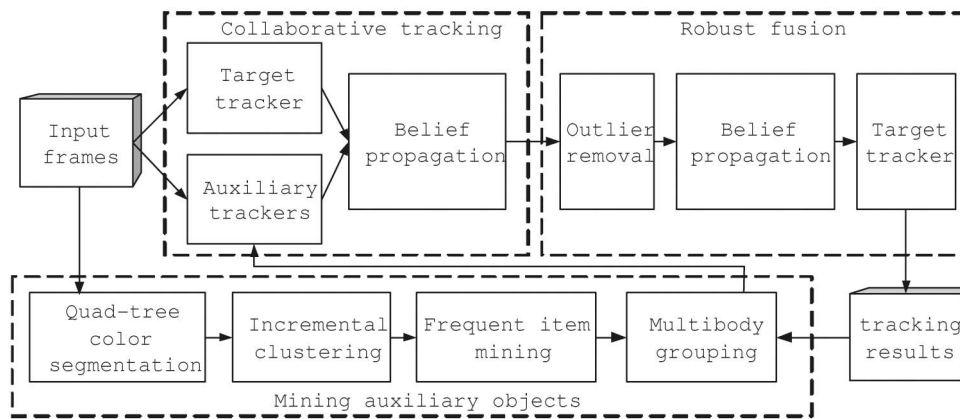 Collaborative tracking
Robust fusion
Input
frames
Target
tracker
Auxiliary
trackers
Belief
propagation
Outlier
removal
Belief
propagation
Target
tracker
Quad-tree
color
segmentation
Incremental
clustering
Frequent item
mining
Multibody
grouping
tracking
results
Mining auxiliary objects